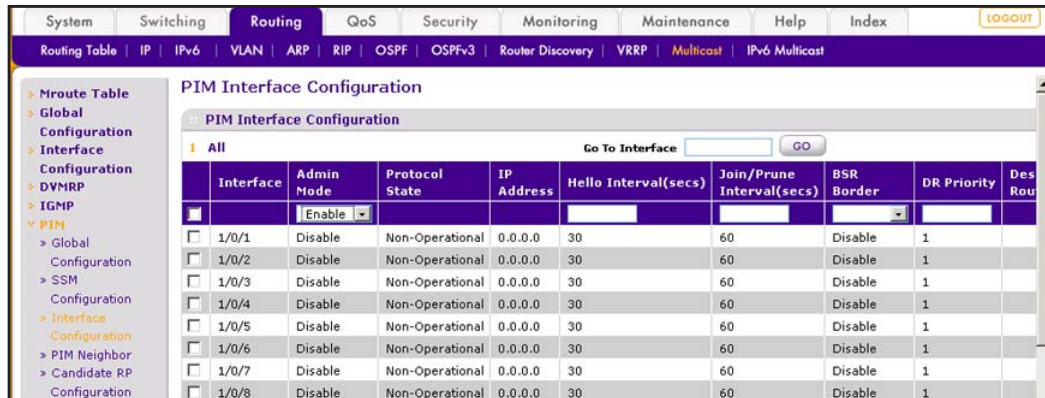 System Switching Routing QoS Security Monitoring Maintenance Help Index LOGOUT
Routing Table | IP | IPv6 | VLAN | ARP | RIP | OSPF | OSPFv3 | Router Discovery | VRRP | Multicast | IPv6 Multicast
Mroute Table
Global
Configuration
Interface
Configuration
DVMRP
IGMP
PIM
» Global
Configuration
» SSM
Configuration
» Interface
Configuration
» PIM Neighbor
» Candidate RP
Configuration
PIM Interface Configuration
PIM Interface Configuration
1 All Go To Interface GO
Interface Admin Mode Protocol State IP Address Hello Interval(secs) Join/Prune Interval(secs) BSR Border DR Priority
Enable
1/0/1 Disable Non-Operational 0.0.0.0 30 60 Disable 1
1/0/2 Disable Non-Operational 0.0.0.0 30 60 Disable 1
1/0/3 Disable Non-Operational 0.0.0.0 30 60 Disable 1
1/0/4 Disable Non-Operational 0.0.0.0 30 60 Disable 1
1/0/5 Disable Non-Operational 0.0.0.0 30 60 Disable 1
1/0/6 Disable Non-Operational 0.0.0.0 30 60 Disable 1
1/0/7 Disable Non-Operational 0.0.0.0 30 60 Disable 1
1/0/8 Disable Non-Operational 0.0.0.0 30 60 Disable 1